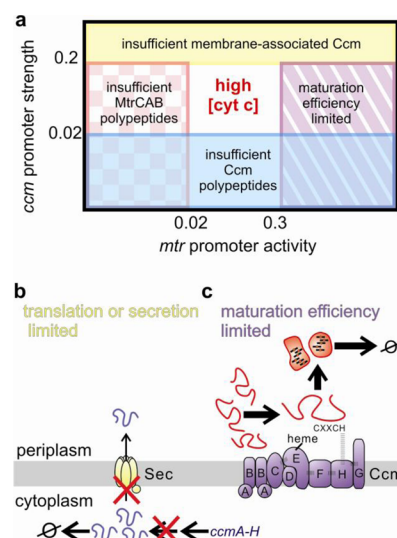 a
insufficient membrane-associated Ccm
0.2
insufficient
MtrCAB
polypeptides
high
[cyt c]
maturation
efficiency
limited
0.02
insufficient
Ccm
polypeptides
ccm promoter strength
0.02
0.3
mtr promoter activity
b
translation or secretion
limited
c
maturation efficiency
limited
CXXCH
heme
periplasm
Sec
cytoplasm
B
B
C
E
D
F
H
G
A
A
Ccm
ccmA-H